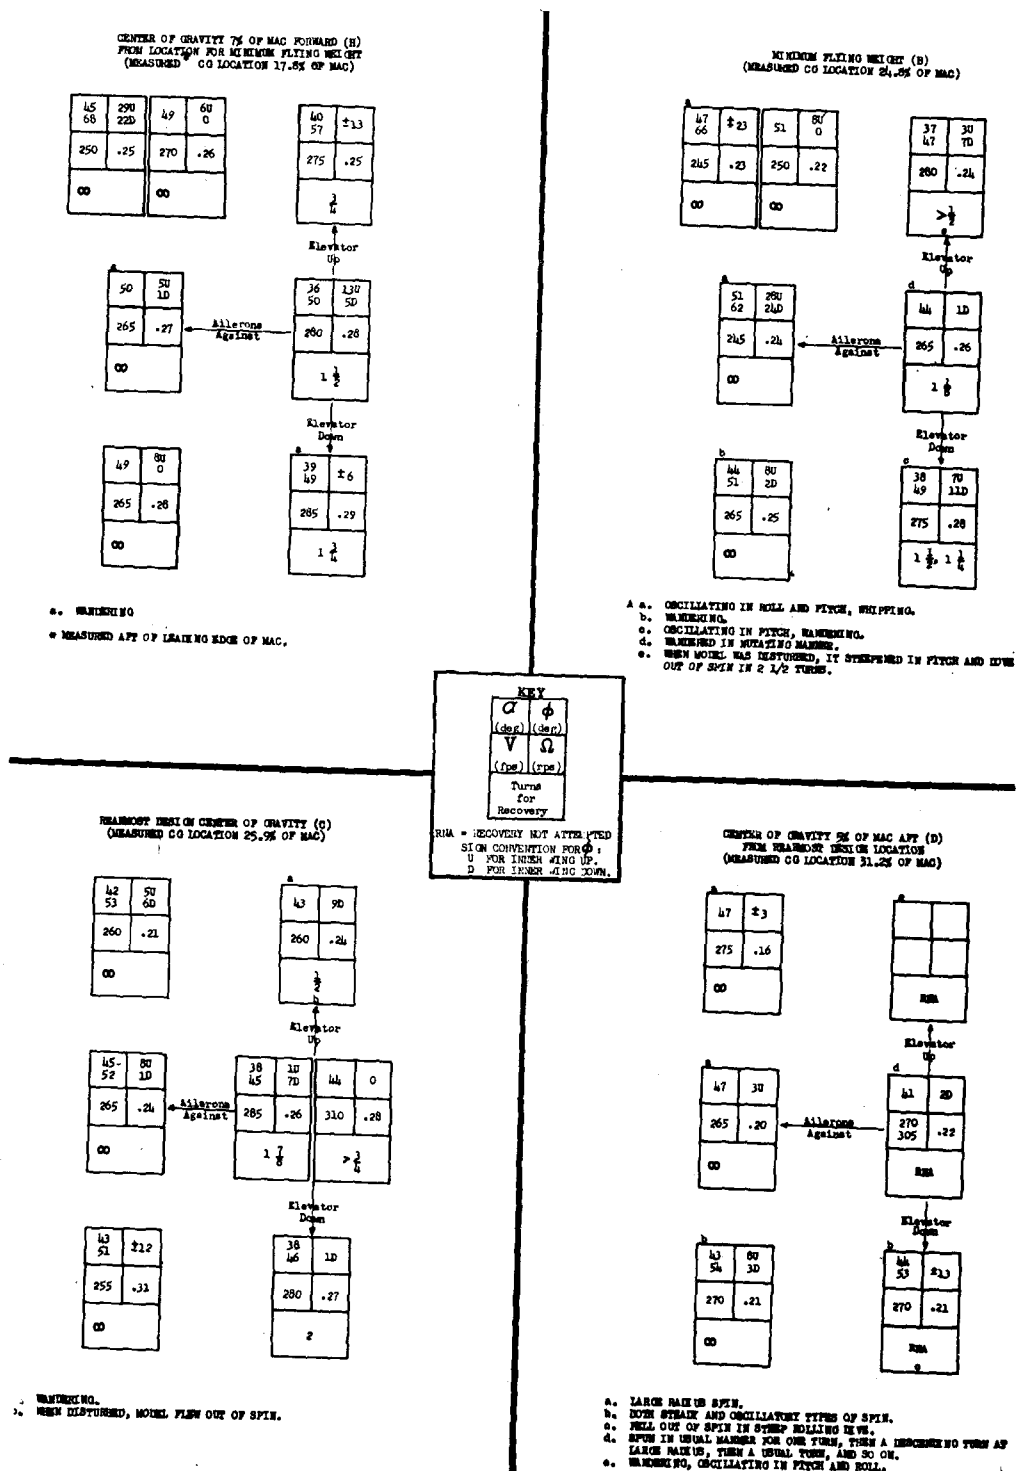 CENTER OF GRAVITY 7% OF MAC FORWARD (H)
FROM LOCATION FOR MINIMUM FLYING WEIGHT
(MEASURED* CG LOCATION 17.8% OF MAC)
45 68 29U 22D 49 6U 0
250 .25 270 .26
∞ ∞
40 57 ±13
275 .25
3/4
Elevator
Up
a
50 5U 1D
265 .27
∞
Ailerons
Against
36 50 13U 5D
280 .28
1 1/2
Elevator
Down
49 8U 0
265 .28
∞
a
39 49 ±6
285 .29
1 3/4
a. WANDERING
* MEASURED AFT OF LEADING EDGE OF MAC.
MINIMUM FLYING WEIGHT (B)
(MEASURED CG LOCATION 24.8% OF MAC)
a
47 66 ∓23 51 8U 0
245 .23 250 .22
∞ ∞
37 47 3U 7D
280 .24
>1/2
e
Elevator
Up
a
51 62 28U 24D
245 .24
∞
Ailerons
Against
d
44 1D
265 .26
Elevator
Down
b
44 51 8U 2D
265 .25
∞
c
38 49 7U 11D
275 .28
1 1/2, 1 1/4
a. OSCILLATING IN ROLL AND PITCH, WHIPPING.
b. WANDERING.
c. OSCILLATING IN PITCH, WANDERING.
d. WANDERED IN NUTATING MANNER.
e. WHEN MODEL WAS DISTURBED, IT STEEPENED IN PITCH AND DOVE
OUT OF SPIN IN 2 1/2 TURNS.
KEY
α (deg) ϕ (deg)
V (fps) Ω (rps)
Turns
for
Recovery
RNA = RECOVERY NOT ATTEMPTED
SIGN CONVENTION FOR ϕ :
U FOR INNER WING UP.
D FOR INNER WING DOWN.
REARMOST DESIGN CENTER OF GRAVITY (C)
(MEASURED CG LOCATION 25.9% OF MAC)
42 53 5U 6D
260 .21
∞
a
43 9D
260 .24
1/2
b
Elevator
Up
45- 52 8U 1D
265 .24
∞
Ailerons
Against
38 45 1U 7D 44 0
285 .26 310 .28
1 7/8 >3/4
Elevator
Down
43 51 ±12
255 .31
∞
38 46 1D
280 .27
2
WANDERING.
WHEN DISTURBED, MODEL FLEW OUT OF SPIN.
CENTER OF GRAVITY 5% OF MAC AFT (D)
FROM REARMOST DESIGN LOCATION
(MEASURED CG LOCATION 31.2% OF MAC)
a
47 ±3
275 .16
∞
RNA
Elevator
Up
a
47 3U
265 .20
∞
Ailerons
Against
d
41 2D
270 305 .22
RNA
Elevator
Down
b
43 54 8U 3D
270 .21
∞
b
44 53 ±13
270 .21
RNA
e
a. LARGE RADIUS SPIN.
b. BOTH STEADY AND OSCILLATORY TYPES OF SPIN.
c. FELL OUT OF SPIN IN STEEP ROLLING DIVE.
d. SPUN IN USUAL MANNER FOR ONE TURN, THEN A DESCENDING TURN AT
LARGE RADIUS, THEN A USUAL TURN, AND SO ON.
e. WANDERING, OSCILLATING IN PITCH AND ROLL.